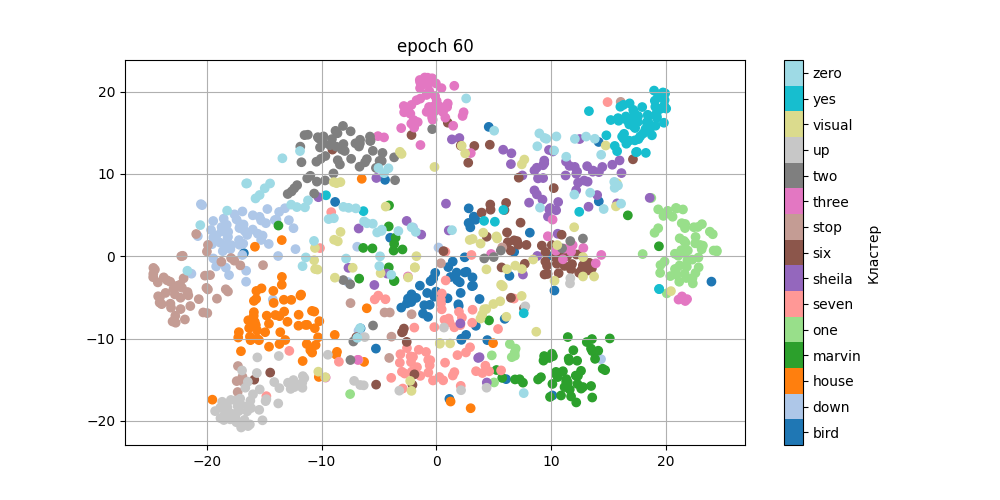 epoch 60
20
10
0
−10
−20
−20
−10
0
10
20
zero
yes
visual
up
two
three
stop
six
sheila
seven
one
marvin
house
down
bird
Кластер